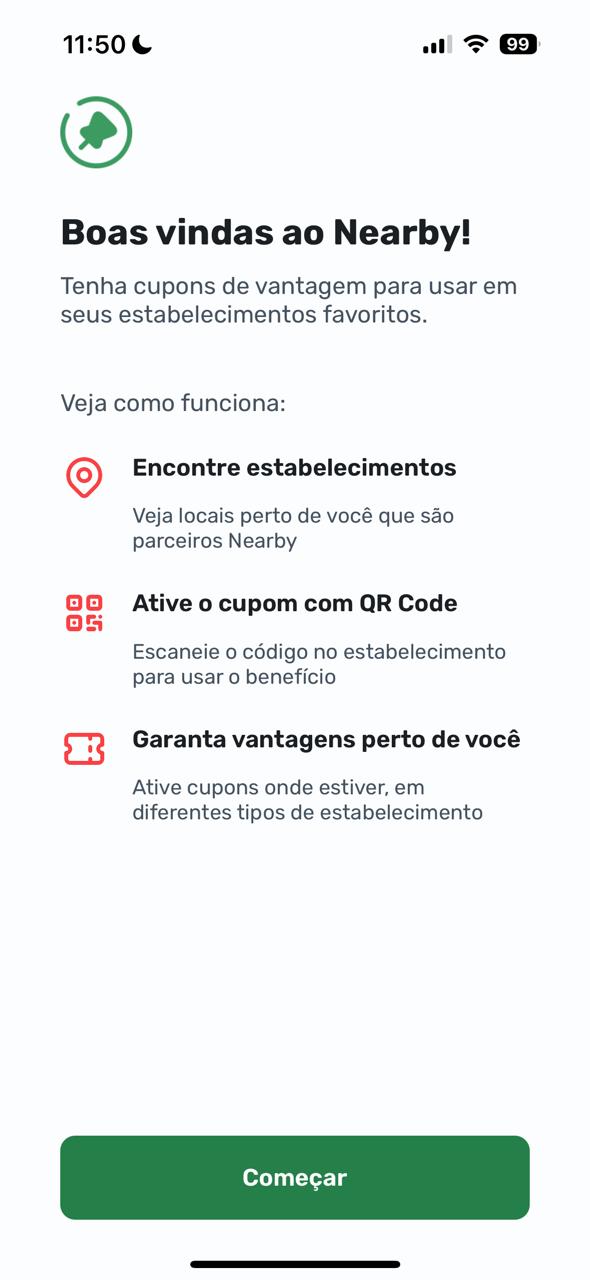 11:50
99
Boas vindas ao Nearby!
Tenha cupons de vantagem para usar em
seus estabelecimentos favoritos.
Veja como funciona:
Encontre estabelecimentos
Veja locais perto de você que são
parceiros Nearby
Ative o cupom com QR Code
Escaneie o código no estabelecimento
para usar o benefício
Garanta vantagens perto de você
Ative cupons onde estiver, em
diferentes tipos de estabelecimento
Começar